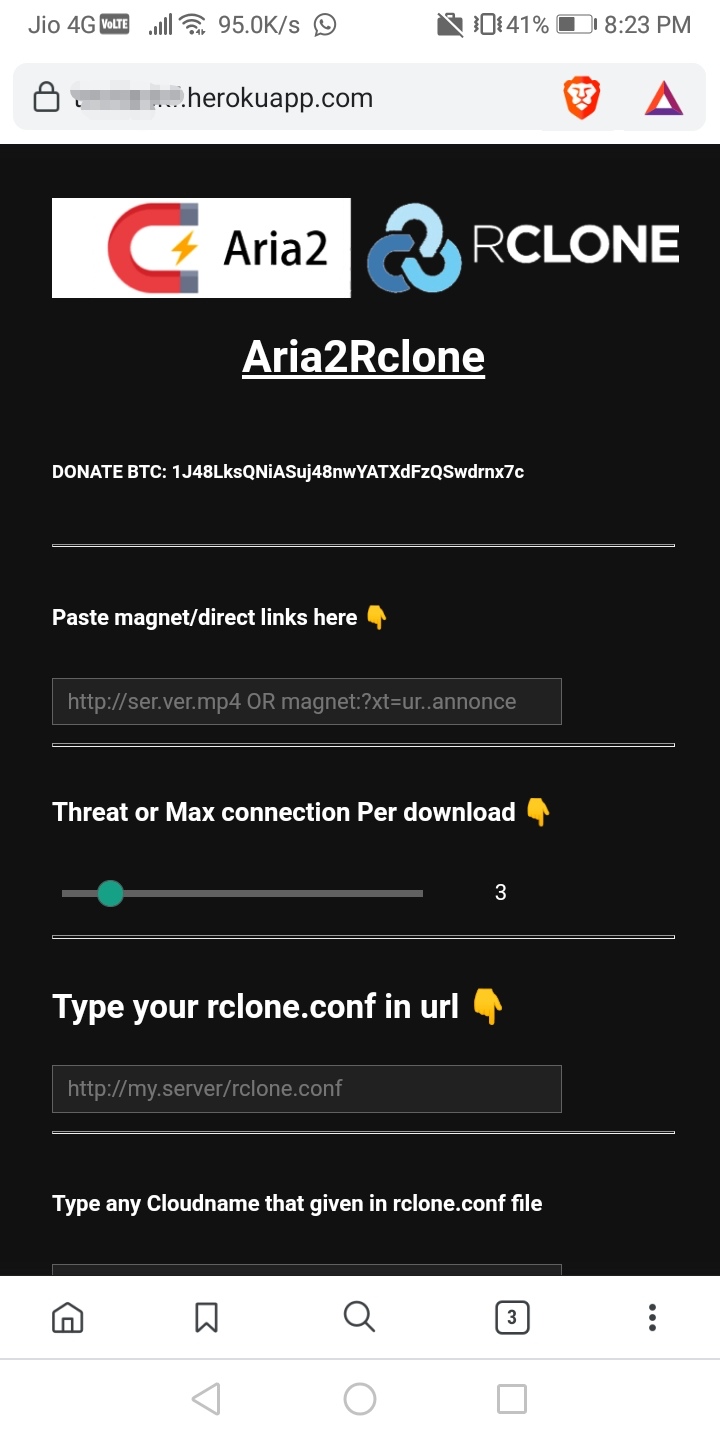 Jio 4G VoLTE 95.0K/s 41% 8:23 PM
.herokuapp.com
Aria2 RCLONE
Aria2Rclone
DONATE BTC: 1J48LksQNiASuj48nwYATXdFzQSwdrnx7c
Paste magnet/direct links here 👇
http://ser.ver.mp4 OR magnet:?xt=ur..annonce
Threat or Max connection Per download 👇
3
Type your rclone.conf in url 👇
http://my.server/rclone.conf
Type any Cloudname that given in rclone.conf file
3